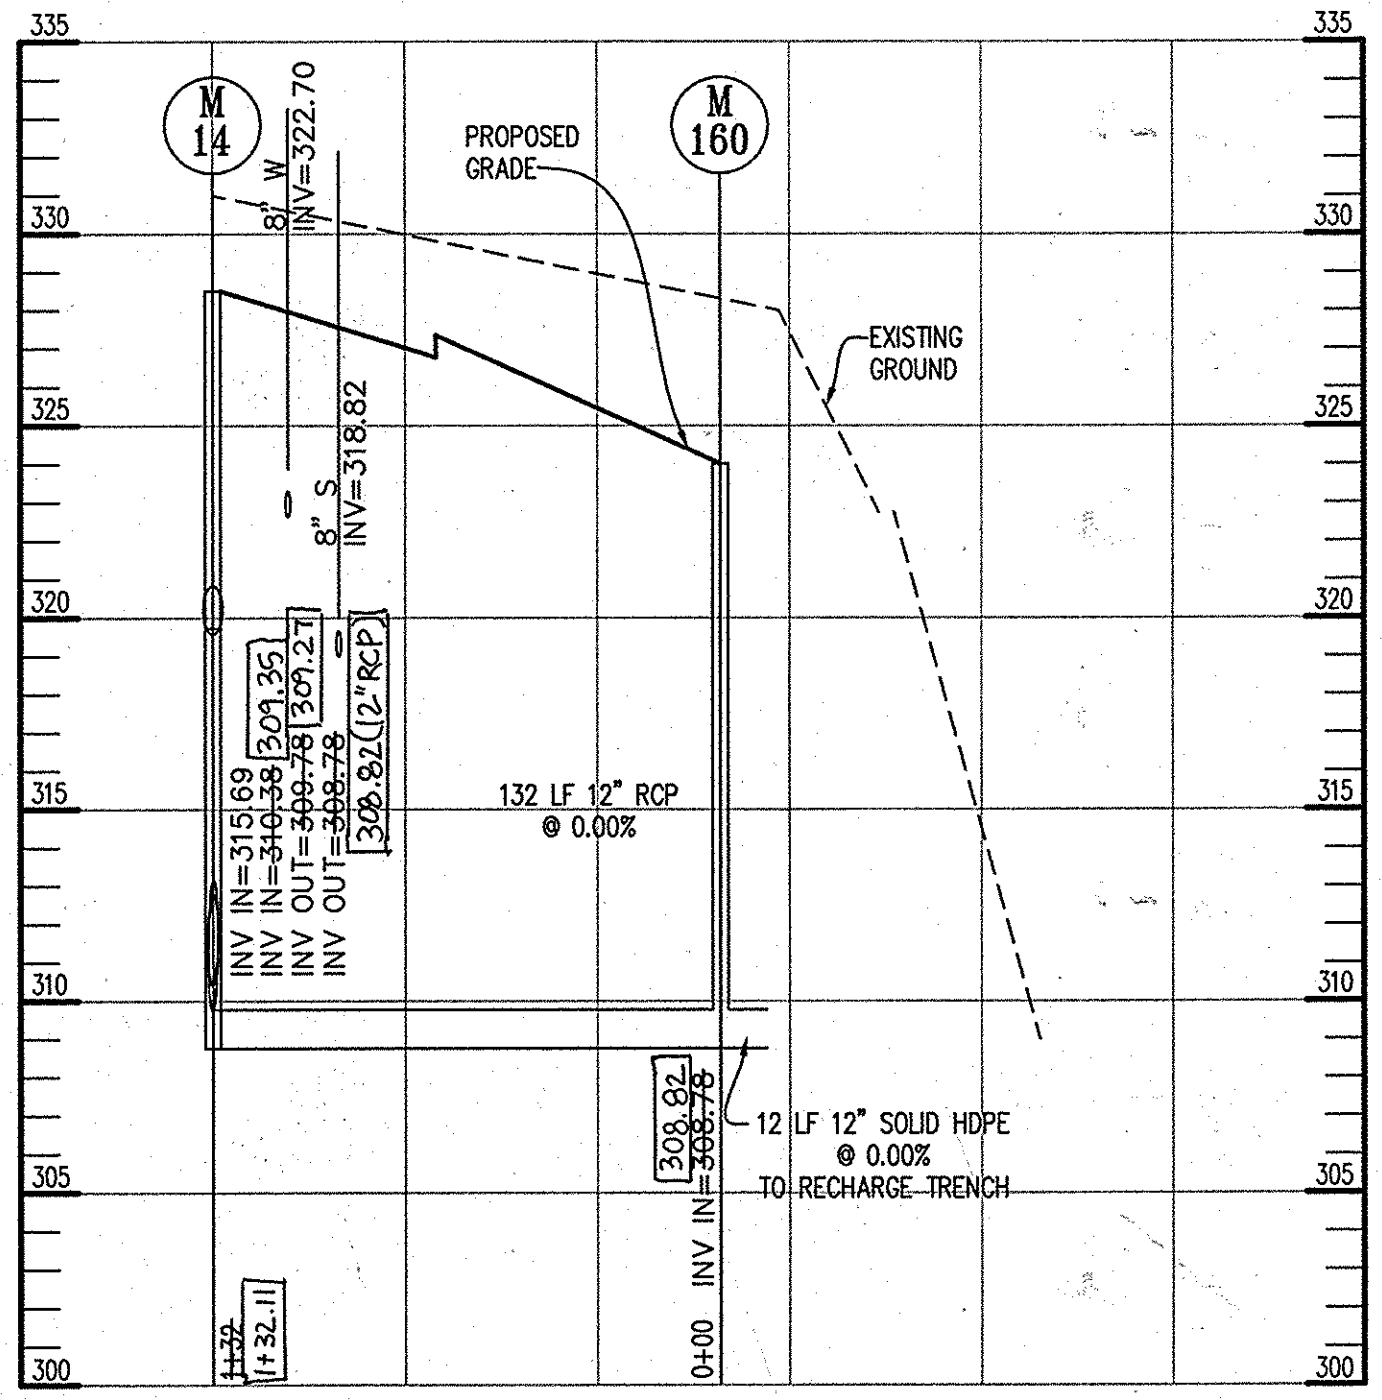 335
335
M
14
8" W
INV=322.70
PROPOSED
GRADE
M
160
330
330
EXISTING
GROUND
325
325
8" S
INV=318.82
320
320
INV IN=315.69
INV IN=310.38 309.35
INV OUT=309.78 309.27
INV OUT=308.78
308.82(12"RCP)
132 LF 12" RCP
@ 0.00%
315
315
310
310
308.82
0+00 INV IN=308.78
12 LF 12" SOLID HDPE
@ 0.00%
TO RECHARGE TRENCH
305
305
1+32
1+32.11
300
300